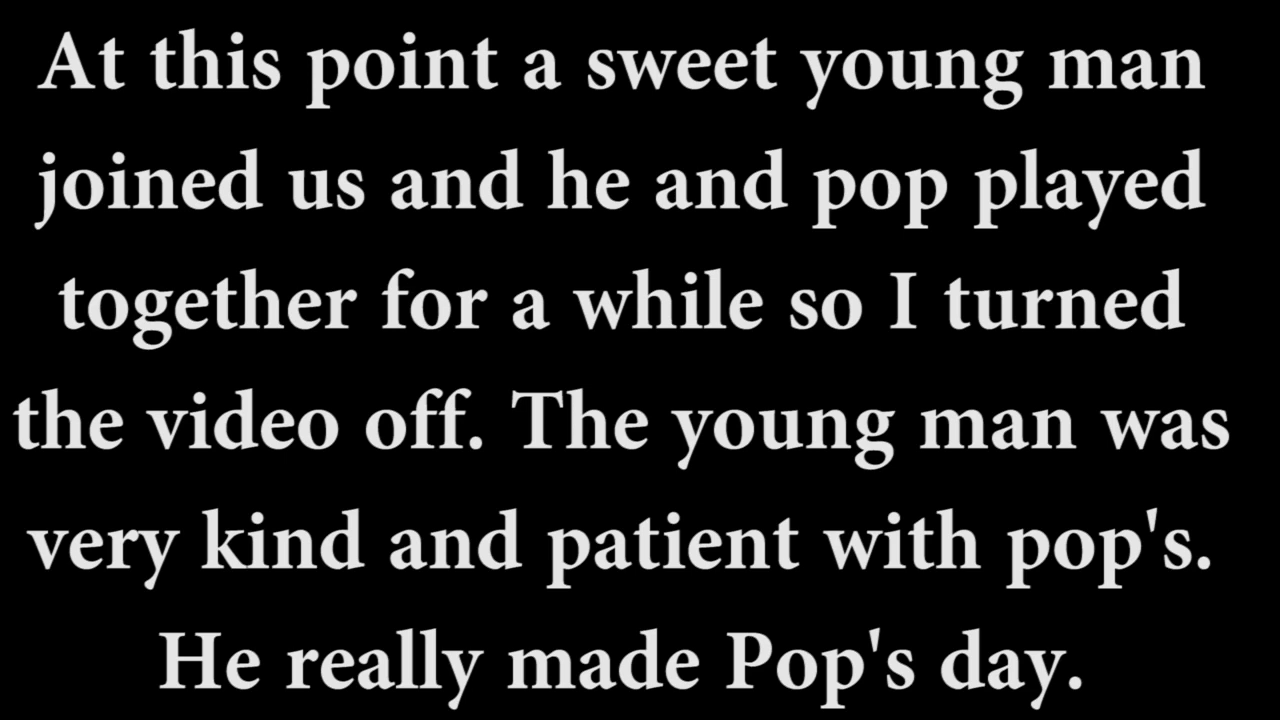 At this point a sweet young man
joined us and he and pop played
together for a while so I turned
the video off. The young man was
very kind and patient with pop's.
He really made Pop's day.